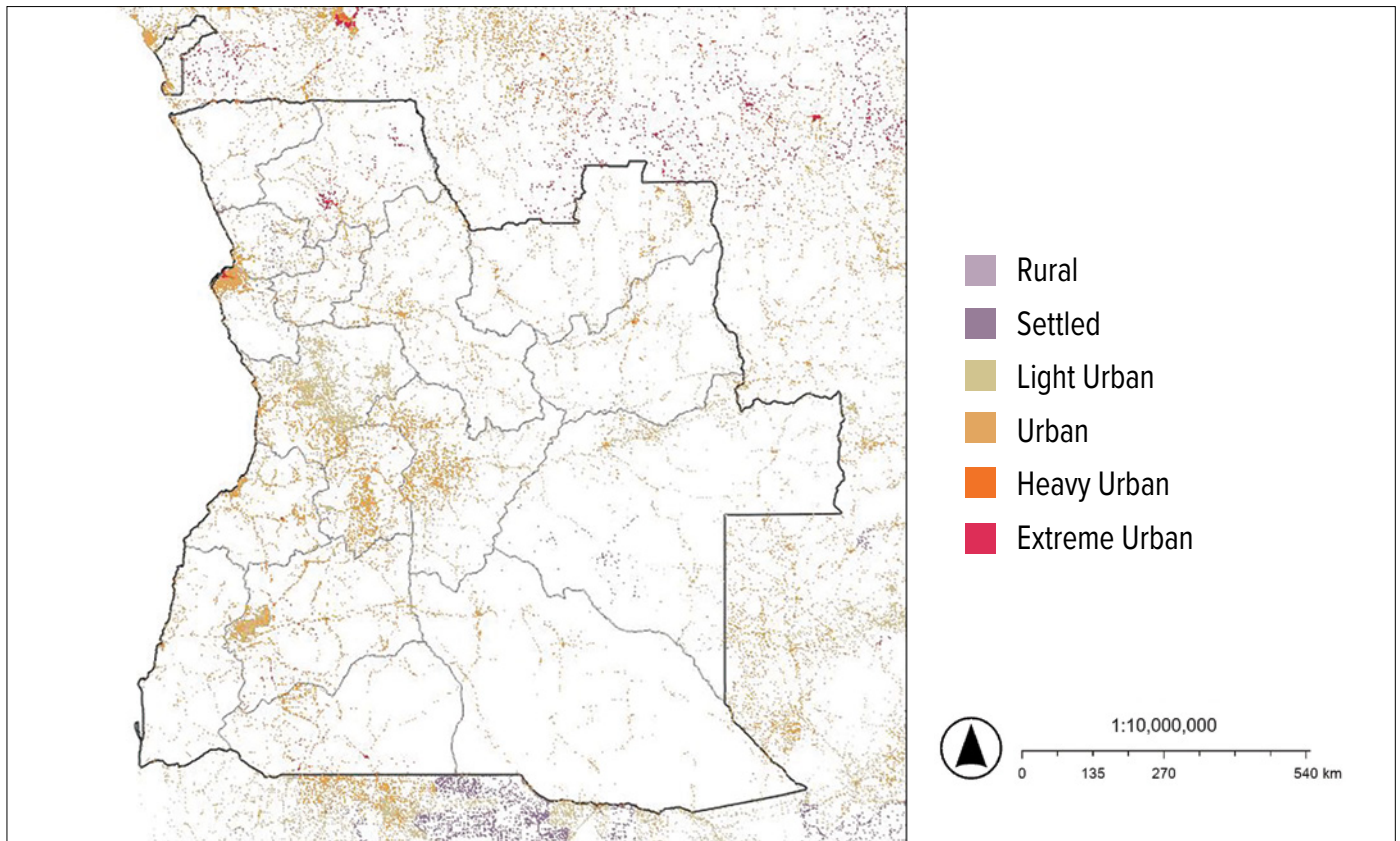 Rural
Settled
Light Urban
Urban
Heavy Urban
Extreme Urban
1:10,000,000
0 135 270 540 km